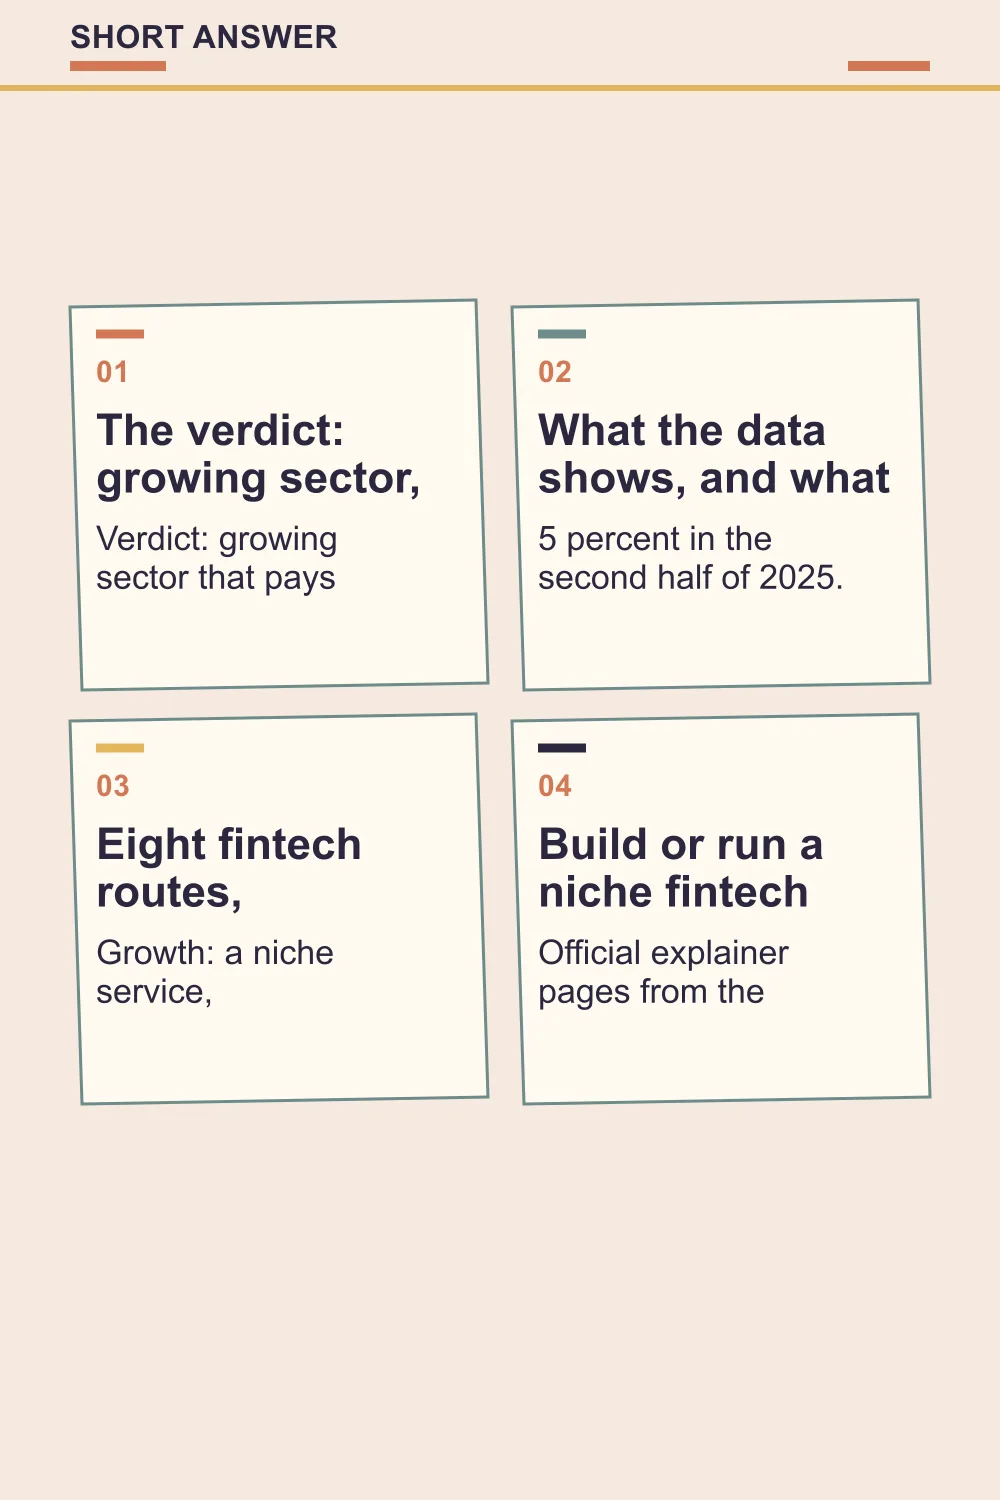 SHORT ANSWER
01
The verdict:
growing sector,
Verdict: growing
sector that pays
02
What the data
shows, and what
5 percent in the
second half of 2025.
03
Eight fintech
routes,
Growth: a niche
service,
04
Build or run a
niche fintech
Official explainer
pages from the